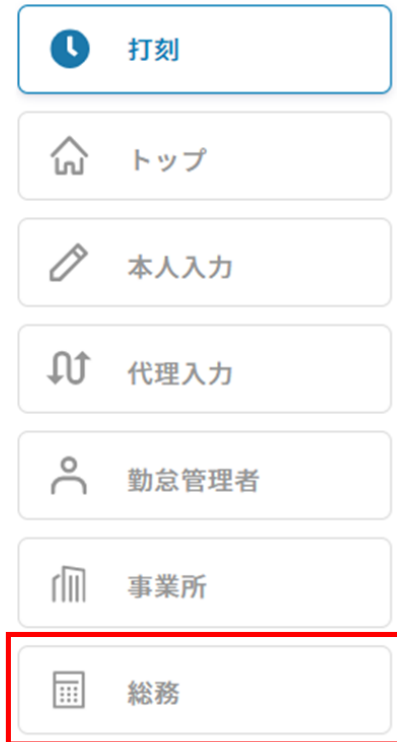 打刻
トップ
本人入力
代理入力
勤怠管理者
事業所
総務